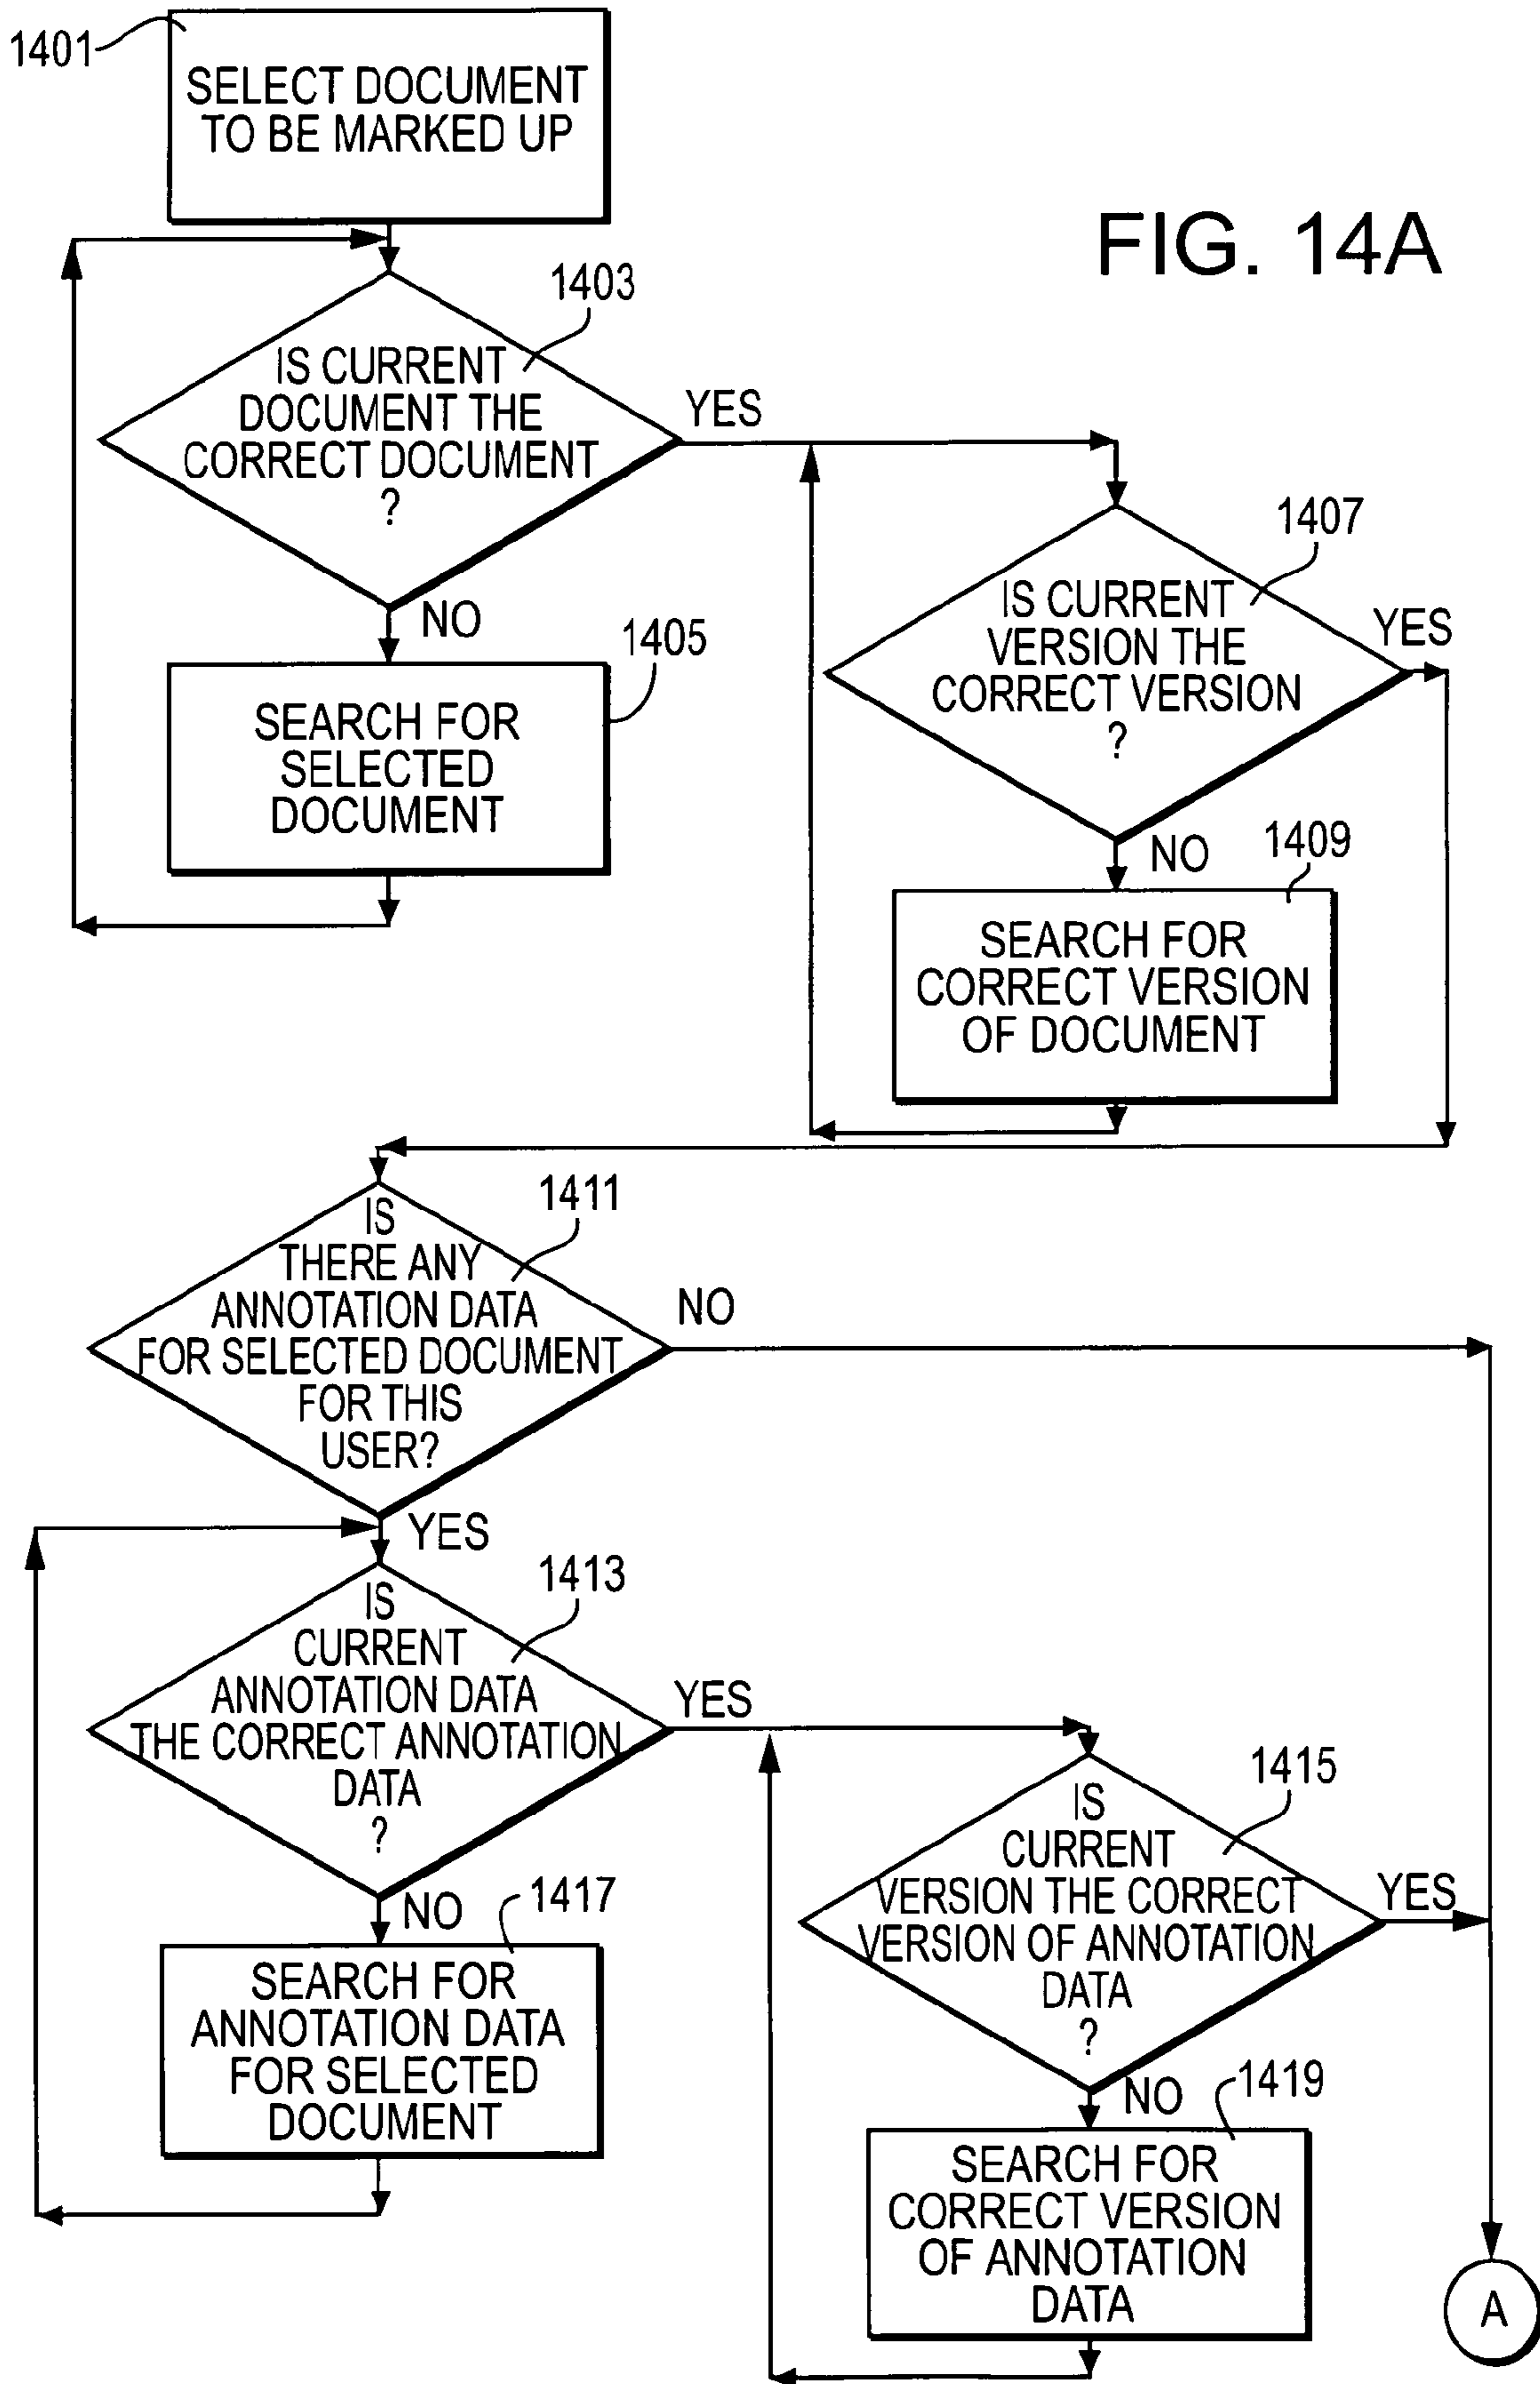 1401
SELECT DOCUMENT
TO BE MARKED UP
FIG. 14A
1403
IS CURRENT
DOCUMENT THE
CORRECT DOCUMENT
?
YES
NO
1405
SEARCH FOR
SELECTED
DOCUMENT
1407
IS CURRENT
VERSION THE
CORRECT VERSION
?
YES
NO
1409
SEARCH FOR
CORRECT VERSION
OF DOCUMENT
1411
IS
THERE ANY
ANNOTATION DATA
FOR SELECTED DOCUMENT
FOR THIS
USER?
NO
YES
1413
IS
CURRENT
ANNOTATION DATA
THE CORRECT ANNOTATION
DATA
?
YES
NO
1417
SEARCH FOR
ANNOTATION DATA
FOR SELECTED
DOCUMENT
1415
IS
CURRENT
VERSION THE CORRECT
VERSION OF ANNOTATION
DATA
?
YES
NO
1419
SEARCH FOR
CORRECT VERSION
OF ANNOTATION
DATA
A